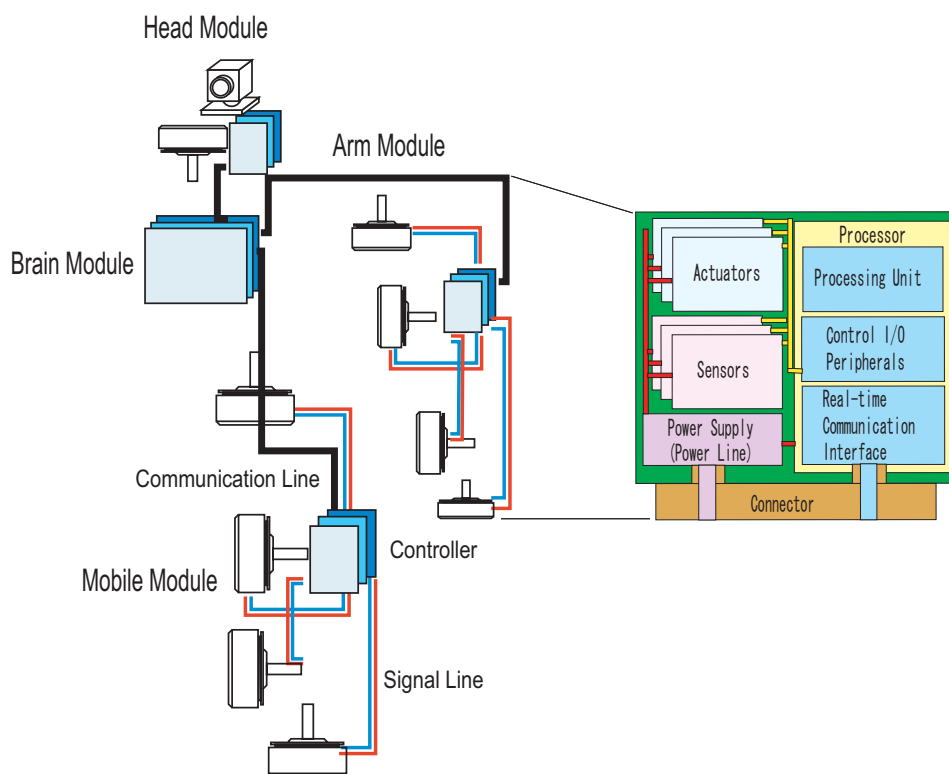 Head Module
Arm Module
Brain Module
Communication Line
Controller
Mobile Module
Signal Line
Processor
Actuators
Processing Unit
Control I/O
Peripherals
Sensors
Real-time
Communication
Interface
Power Supply
(Power Line)
Connector